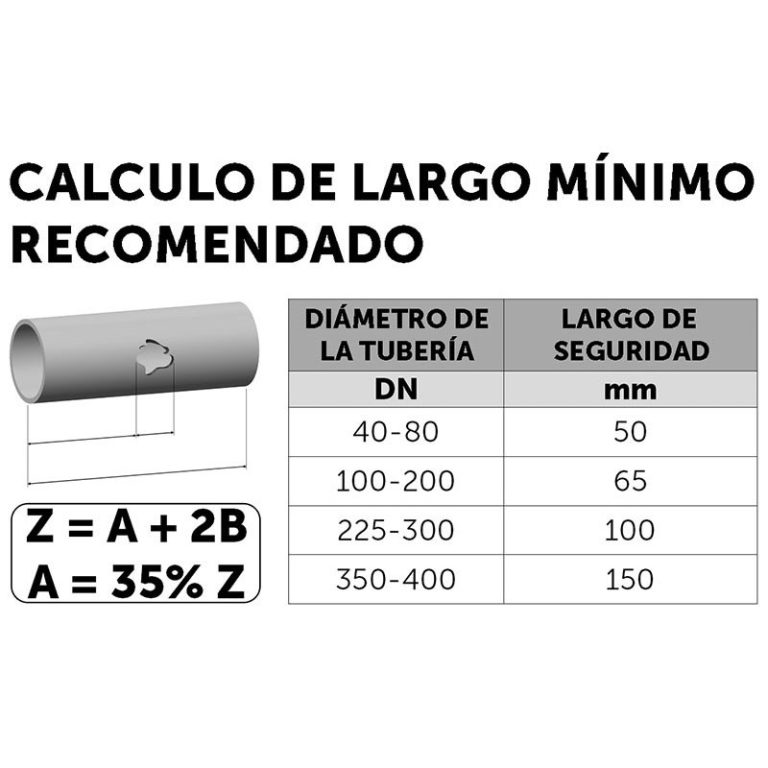 CALCULO DE LARGO MÍNIMO
RECOMENDADO
DIÁMETRO DE
LA TUBERÍA
LARGO DE
SEGURIDAD
DN
mm
40-80
50
100-200
65
225-300
100
350-400
150
Z = A + 2B
A = 35% Z